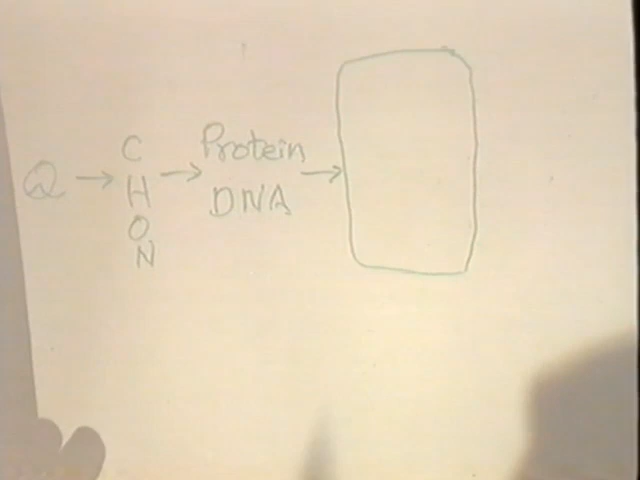 Q → C → Protein →
H DNA
O
N